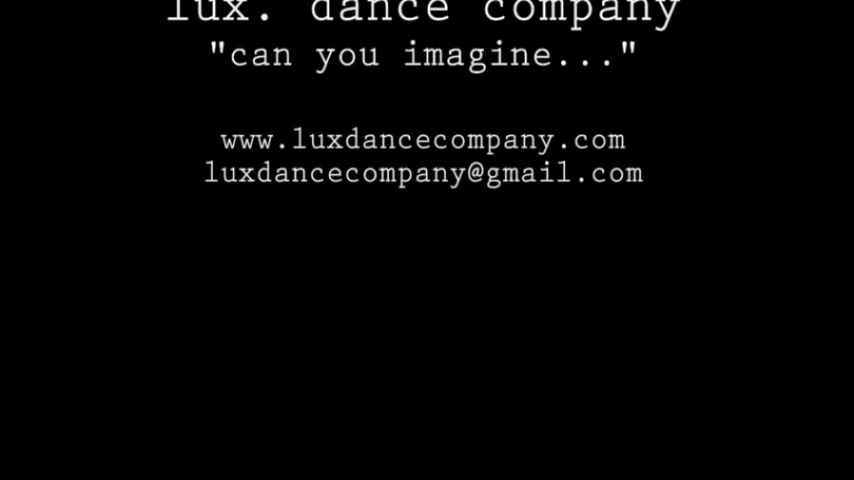 lux. dance company
"can you imagine..."
www.luxdancecompany.com
luxdancecompany@gmail.com